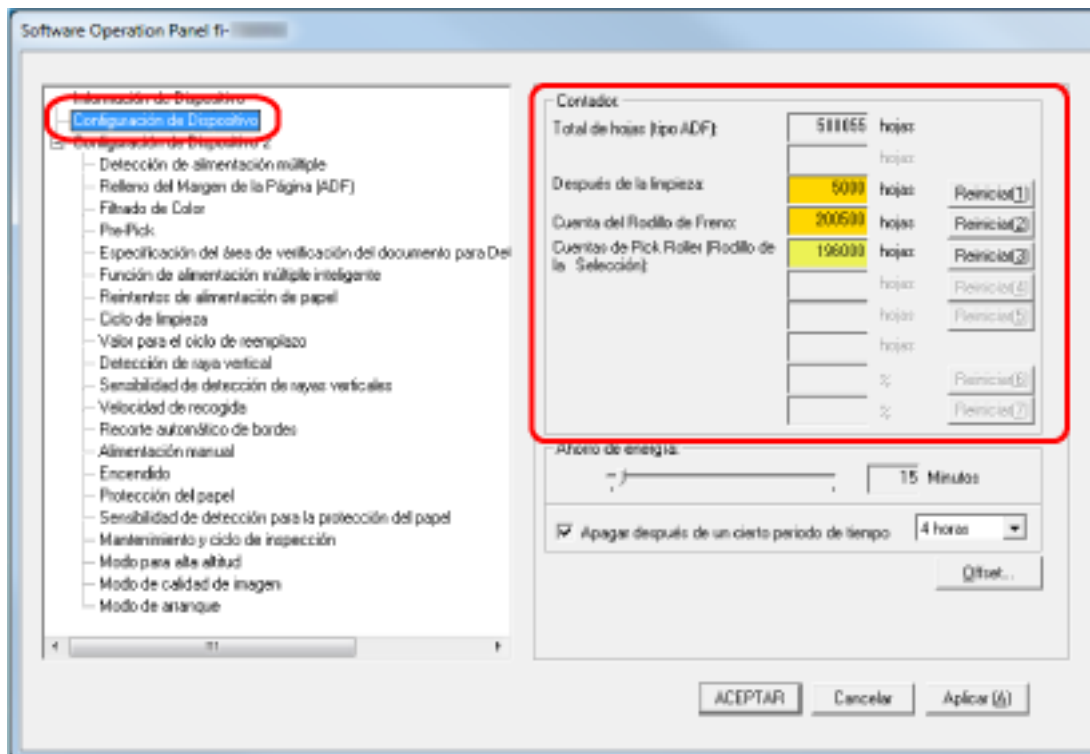 Software Operation Panel fi-
Información de Dispositivo
Configuración de Dispositivo
Configuración de Dispositivo 2
Detección de alimentación múltiple
Relleno del Margen de la Página (ADF)
Filtrado de Color
Pre-Pick
Especificación del área de verificación del documento para Det
Función de alimentación múltiple inteligente
Reintentos de alimentación de papel
Ciclo de limpieza
Valor para el ciclo de reemplazo
Detección de raya vertical
Sensibilidad de detección de rayas verticales
Velocidad de recogida
Recorte automático de bordes
Alimentación manual
Encendido
Protección del papel
Sensibilidad de detección para la protección del papel
Mantenimiento y ciclo de inspección
Modo para alta altitud
Modo de calidad de imagen
Modo de arranque
Contador
Total de hojas (tipo ADF): hojas
hojas
Después de la limpieza: 5000 hojas Reiniciar(1)
Cuenta del Rodillo de Freno: 200500 hojas Reiniciar(2)
Cuentas de Pick Roller (Rodillo de la Selección): 196000 hojas Reiniciar(3)
hojas Reiniciar(4)
hojas Reiniciar(5)
hojas
% Reiniciar(6)
% Reiniciar(7)
Ahorro de energía:
15 Minutos
Apagar después de un cierto periodo de tiempo 4 horas
Offset...
ACEPTAR Cancelar Aplicar (A)